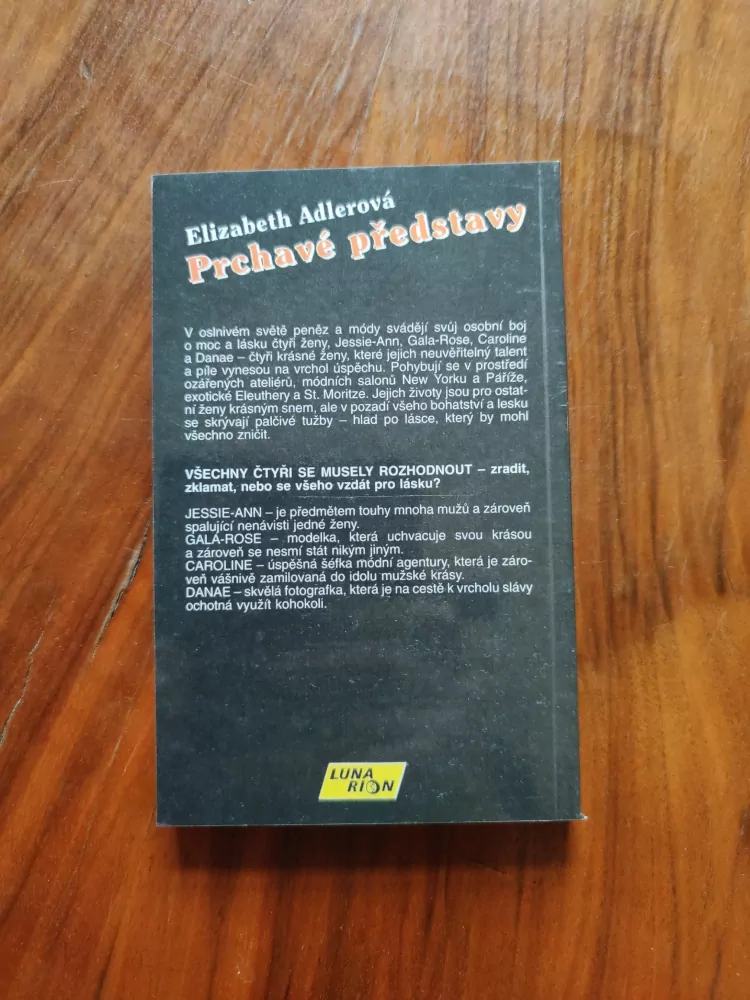 Elizabeth Adlerová
Prchavé představy
V oslnivém světě peněz a módy svádějí svůj osobní boj
o moc a lásku čtyři ženy, Jessie-Ann, Gala-Rose, Caroline
a Danae – čtyři krásné ženy, které jejich neuvěřitelný talent
a píle vynesou na vrchol úspěchu. Pohybují se v prostředí
ozářených ateliérů, módních salonů New Yorku a Paříže,
exotické Eleuthery a St. Moritze. Jejich životy jsou pro ostat-
ní ženy krásným snem, ale v pozadí všeho bohatství a lesku
se skrývají palčivé tužby – hlad po lásce, který by mohl
všechno zničit.
VŠECHNY ČTYŘI SE MUSELY ROZHODNOUT – zradit,
zklamat, nebo se všeho vzdát pro lásku?
JESSIE-ANN – je předmětem touhy mnoha mužů a zároveň
spalující nenávisti jedné ženy.
GALA-ROSE – modelka, která uchvacuje svou krásou
a zároveň se nesmí stát nikým jiným.
CAROLINE – úspěšná šéfka módní agentury, která je záro-
veň vášnivě zamilovaná do idolu mužské krásy.
DANAE – skvělá fotografka, která je na cestě k vrcholu slávy
ochotná využít kohokoli.
LUNA
RION